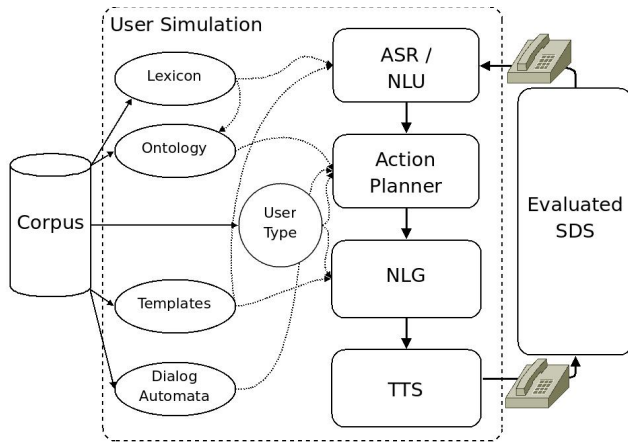 User Simulation
Lexicon
ASR /
NLU
Ontology
Action
Planner
Corpus
User
Type
Evaluated
SDS
NLG
Templates
Dialog
Automata
TTS